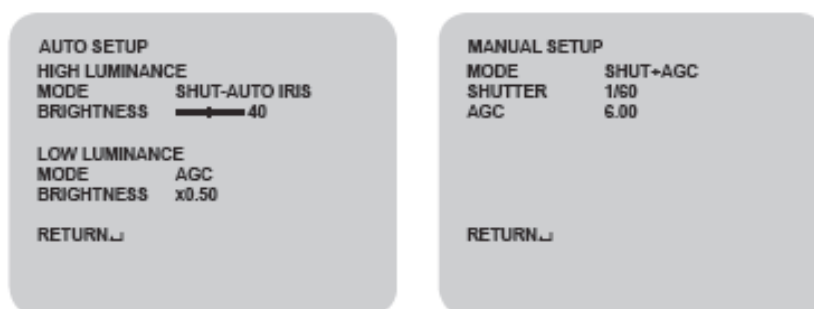 AUTO SETUP
HIGH LUMINANCE
MODE SHUT-AUTO IRIS
BRIGHTNESS 40
LOW LUMINANCE
MODE AGC
BRIGHTNESS x0.50
RETURN
MANUAL SETUP
MODE SHUT+AGC
SHUTTER 1/60
AGC 6.00
RETURN